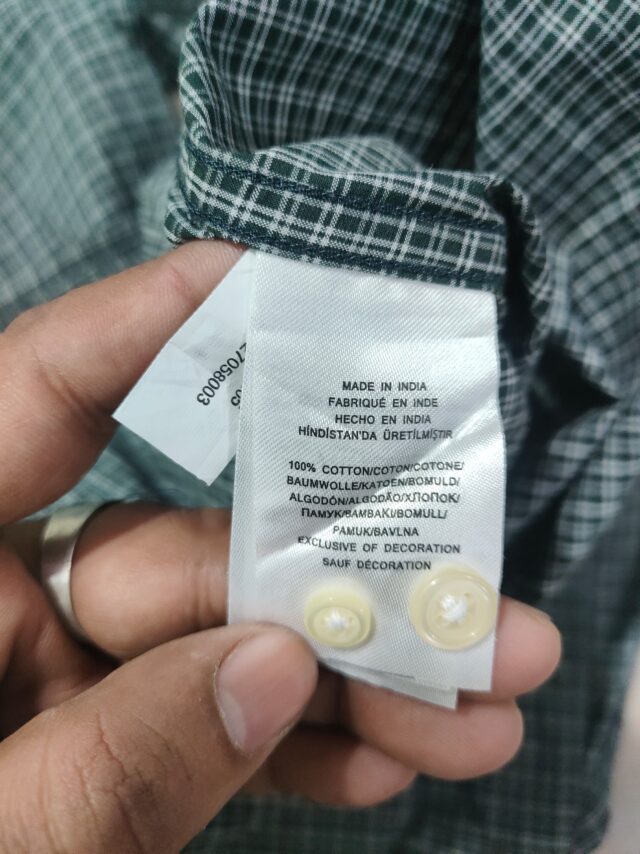 MADE IN INDIA
FABRIQUÉ EN INDE
HECHO EN INDIA
HİNDİSTAN'DA ÜRETİLMİŞTİR
100% COTTON/COTON/COTONE/
BAUMWOLLE/KATOEN/BOMULD/
ALGODÓN/ALGODÃO/ХЛОПОК/
ПАМУК/ΒΑΜΒΑΚΙ/BOMULL/
PAMUK/BAVLNA
EXCLUSIVE OF DECORATION
SAUF DÉCORATION
27058003